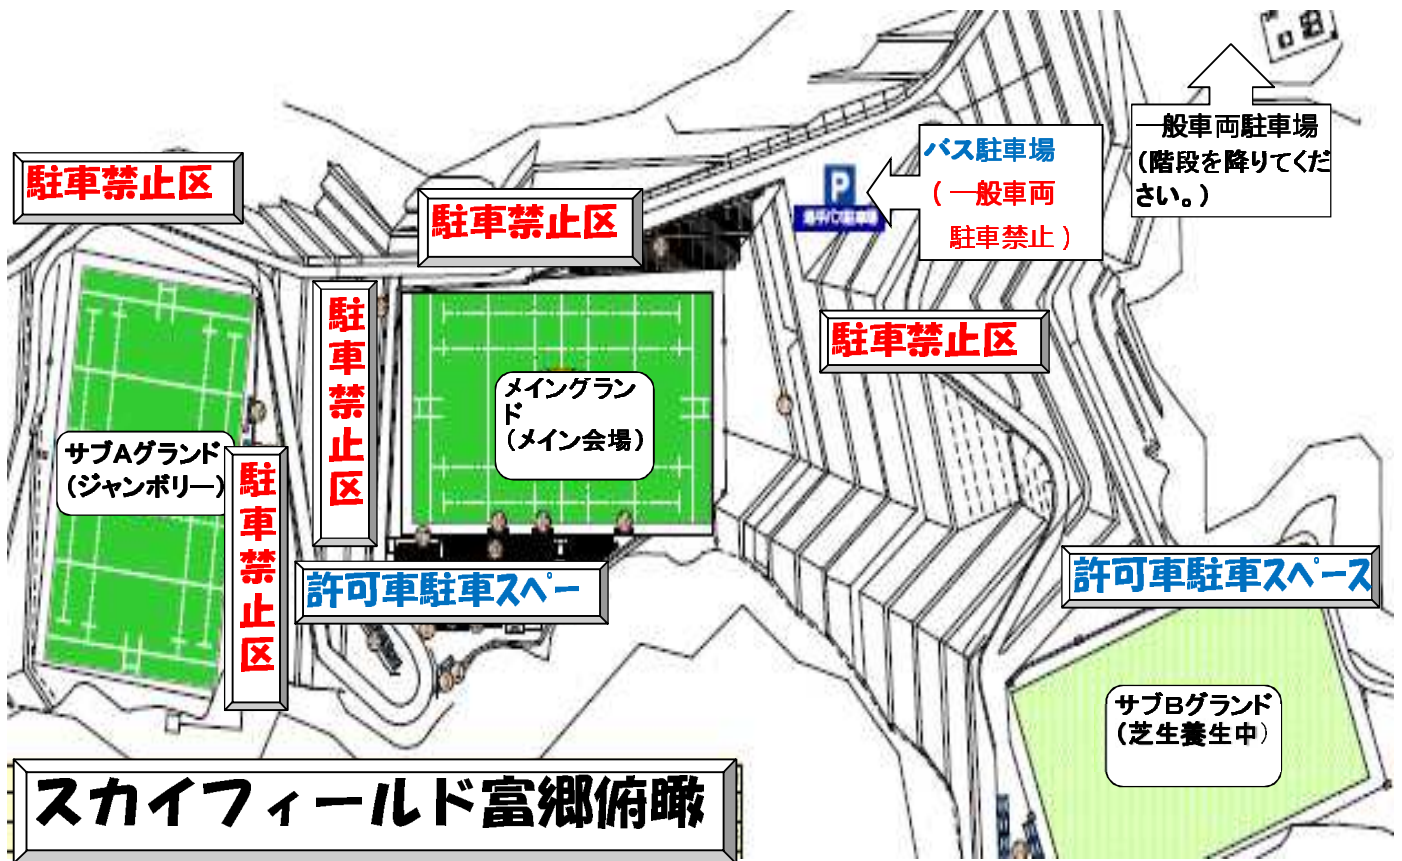 一般車両駐車場
(階段を降りてくだ
さい。)
バス駐車場
(一般車両
駐車禁止)
P
駐車禁止区
駐車禁止区
駐車禁止区
駐車禁止区
メイングラン
ド
(メイン会場)
サブAグランド
(ジャンボリー)
駐車禁止区
許可車駐車スペー
許可車駐車スペース
サブBグランド
(芝生養生中)
スカイフィールド富郷俯瞰